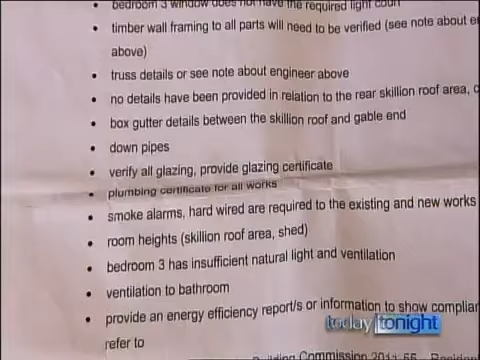 bedroom 3 window does not have the required light court
timber wall framing to all parts will need to be verified (see note about
above)
truss details or see note about engineer above
no details have been provided in relation to the rear skillion roof area,
box gutter details between the skillion roof and gable end
down pipes
verify all glazing, provide glazing certificate
plumbing certificate for all works
smoke alarms, hard wired are required to the existing and new works
room heights (skillion roof area, shed)
bedroom 3 has insufficient natural light and ventilation
ventilation to bathroom
provide an energy efficiency report/s or information to show
refer to
today tonight
Building Commission